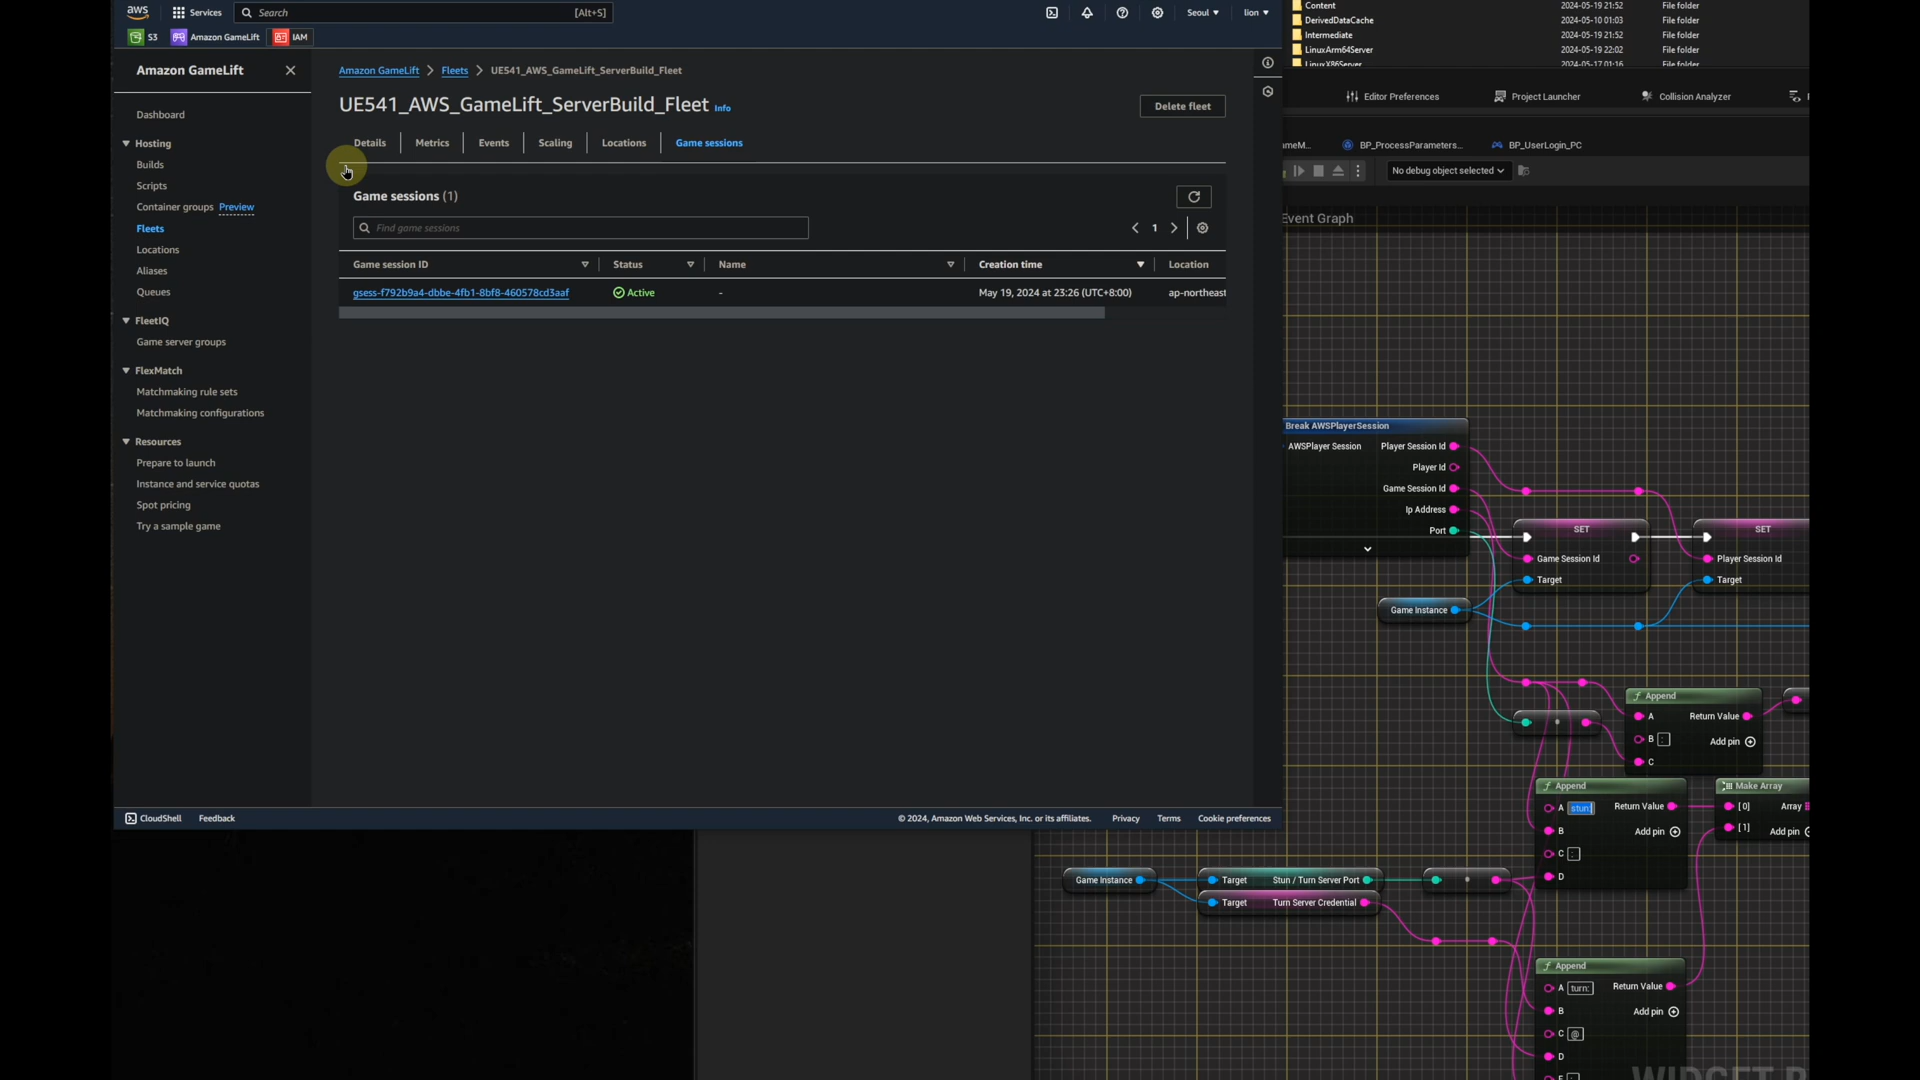 aws
Services
Search
[Alt+S]
Seoul
lion
S3
Amazon GameLift
IAM
Amazon GameLift
Dashboard
Hosting
Builds
Scripts
Container groups Preview
Fleets
Locations
Aliases
Queues
FleetIQ
Game server groups
FlexMatch
Matchmaking rule sets
Matchmaking configurations
Resources
Prepare to launch
Instance and service quotas
Spot pricing
Try a sample game
Amazon GameLift
Fleets
UE541_AWS_GameLift_ServerBuild_Fleet
UE541_AWS_GameLift_ServerBuild_Fleet Info
Delete fleet
Details
Metrics
Events
Scaling
Locations
Game sessions
Game sessions (1)
Find game sessions
1
Game session ID
Status
Name
Creation time
Location
gsess-f792b9a4-dbbe-4fb1-8bf8-460578cd3aaf
Active
-
May 19, 2024 at 23:26 (UTC+8:00)
ap-northeast
CloudShell
Feedback
© 2024, Amazon Web Services, Inc. or its affiliates.
Privacy
Terms
Cookie preferences
Content
2024-05-19 21:52
File folder
DerivedDataCache
2024-05-10 01:03
File folder
Intermediate
2024-05-19 21:52
File folder
LinuxArm64Server
2024-05-19 22:02
File folder
LinuxX86Server
2024-05-17 01:16
File folder
Editor Preferences
Project Launcher
Collision Analyzer
BP_ProcessParameters...
BP_UserLogin_PC
No debug object selected
Event Graph
Break AWSPlayerSession
AWSPlayer Session
Player Session Id
Player Id
Game Session Id
Ip Address
Port
SET
Game Session Id
Target
SET
Player Session Id
Target
Game Instance
Append
A
Return Value
B :
Add pin
C
Append
A stun:
Return Value
B
Add pin
C :
D
Make Array
[0]
Array
[1]
Add pin
Game Instance
Target
Stun / Turn Server Port
Target
Turn Server Credential
Append
A turn:
Return Value
B
Add pin
C @
D